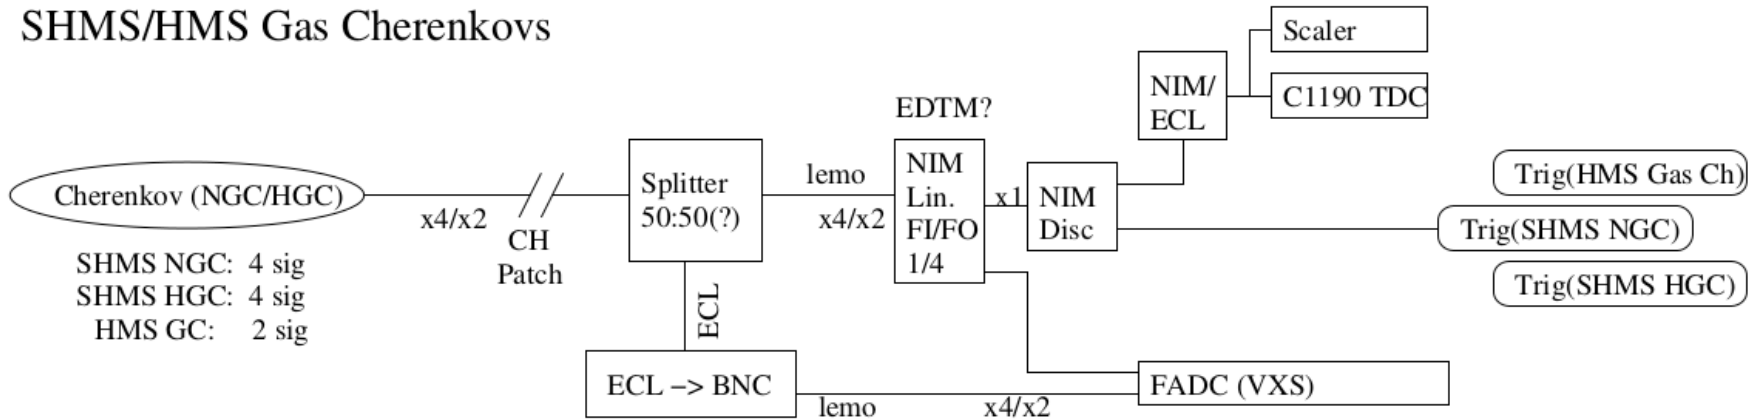 SHMS/HMS Gas Cherenkovs
Scaler
C1190 TDC
NIM/
ECL
EDTM?
Cherenkov (NGC/HGC)
x4/x2
CH
Patch
Splitter
50:50(?)
lemo
x4/x2
NIM
Lin.
FI/FO
1/4
x1
NIM
Disc
Trig(HMS Gas Ch)
Trig(SHMS NGC)
Trig(SHMS HGC)
SHMS NGC: 4 sig
SHMS HGC: 4 sig
HMS GC: 2 sig
ECL
ECL −> BNC
lemo
x4/x2
FADC (VXS)